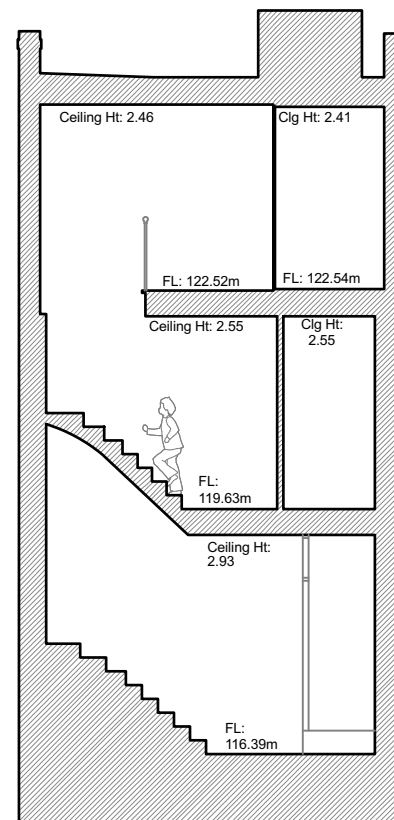 Ceiling Ht: 2.46
Clg Ht: 2.41
FL: 122.52m
FL: 122.54m
Ceiling Ht: 2.55
Clg Ht:
2.55
FL:
119.63m
Ceiling Ht:
2.93
FL:
116.39m